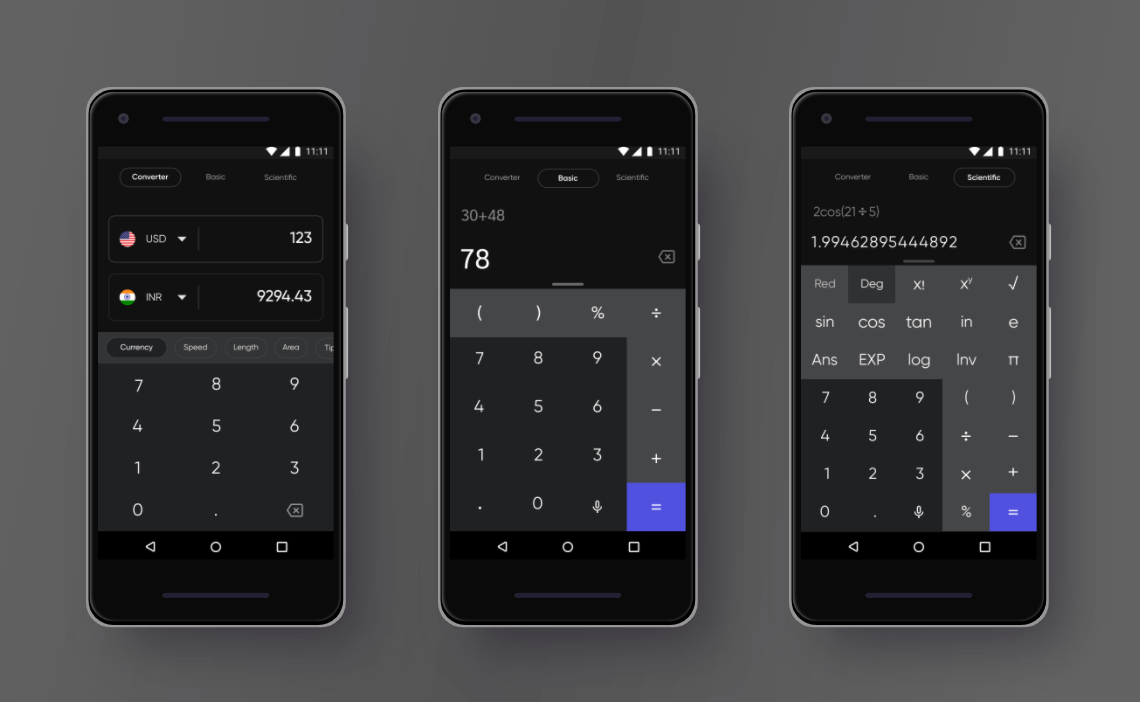 11:11
Converter Basic Scientific
USD 123
INR 9294.43
Currency Speed Length Area Tip
7 8 9
4 5 6
1 2 3
0 .
11:11
Converter Basic Scientific
30+48
78
( ) % ÷
7 8 9 ×
4 5 6 −
1 2 3 +
. 0 =
11:11
Converter Basic Scientific
2cos(21÷5)
1.99462895444892
Red Deg X! Xʸ √
sin cos tan in e
Ans EXP log Inv π
7 8 9 ( )
4 5 6 ÷ −
1 2 3 × +
0 . % =